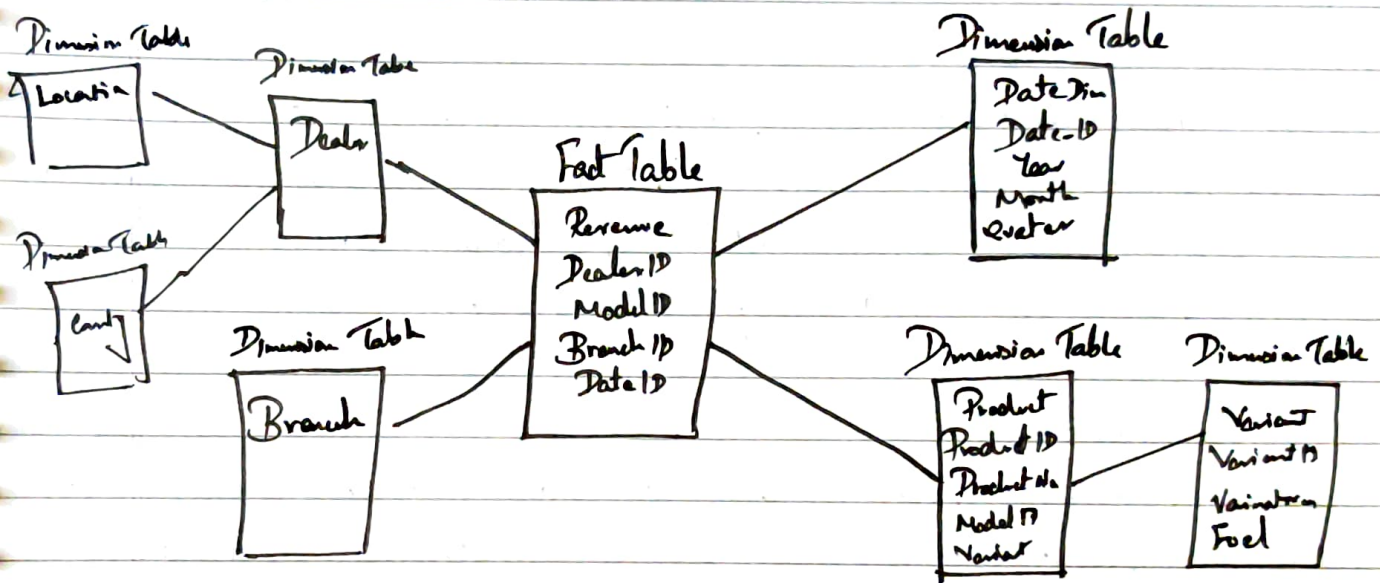 Dimension Table
Location
Dimension Table
Dealer
Dimension Table
Dimension Table
Branch
Fact Table
Revenue
Dealer ID
Model ID
Branch ID
Date ID
Dimension Table
Date Dim
Date-ID
Year
Month
Dimension Table
Product
Product ID
Product Na
Model ID
Variant
Dimension Table
Variant
Variant ID
Fuel